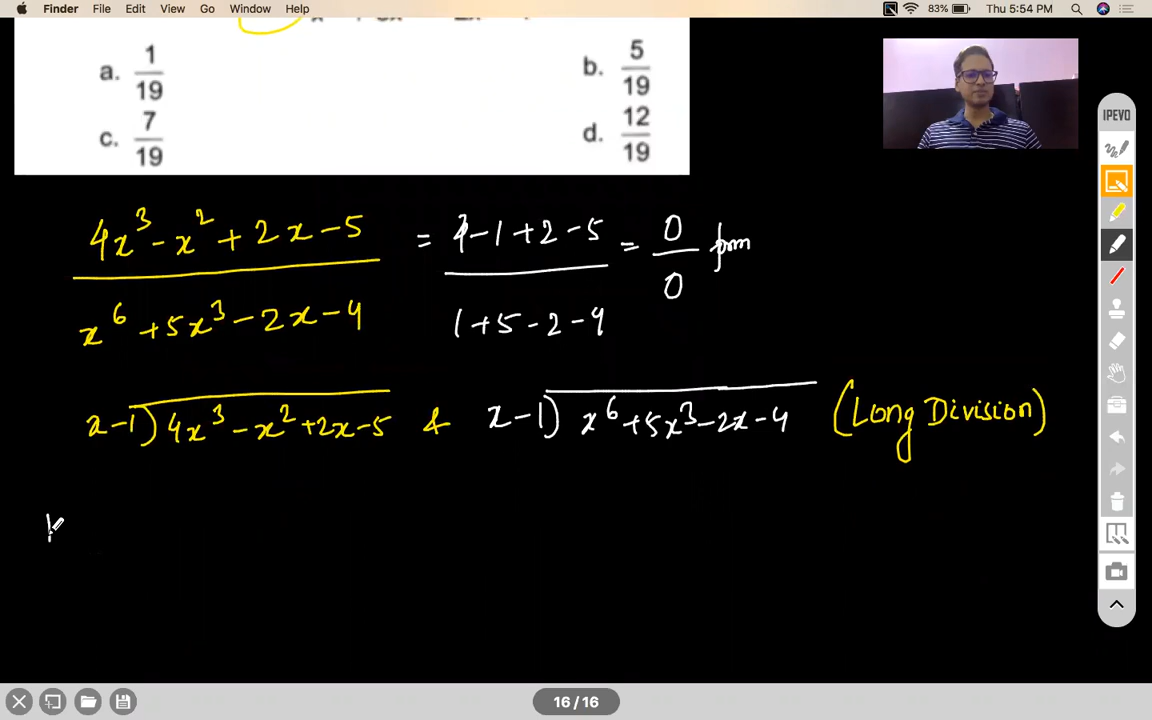 Finder File Edit View Go Window Help 83% Thu 5:54 PM
a. 1/19 b. 5/19
c. 7/19 d. 12/19
IPEVO
4x³ - x² + 2x - 5 / x⁶ + 5x³ - 2x - 4 = 4 - 1 + 2 - 5 / 1 + 5 - 2 - 4 = 0/0 form
x-1) 4x³ - x² + 2x - 5 & x-1) x⁶ + 5x³ - 2x - 4 (Long Division)
16/16